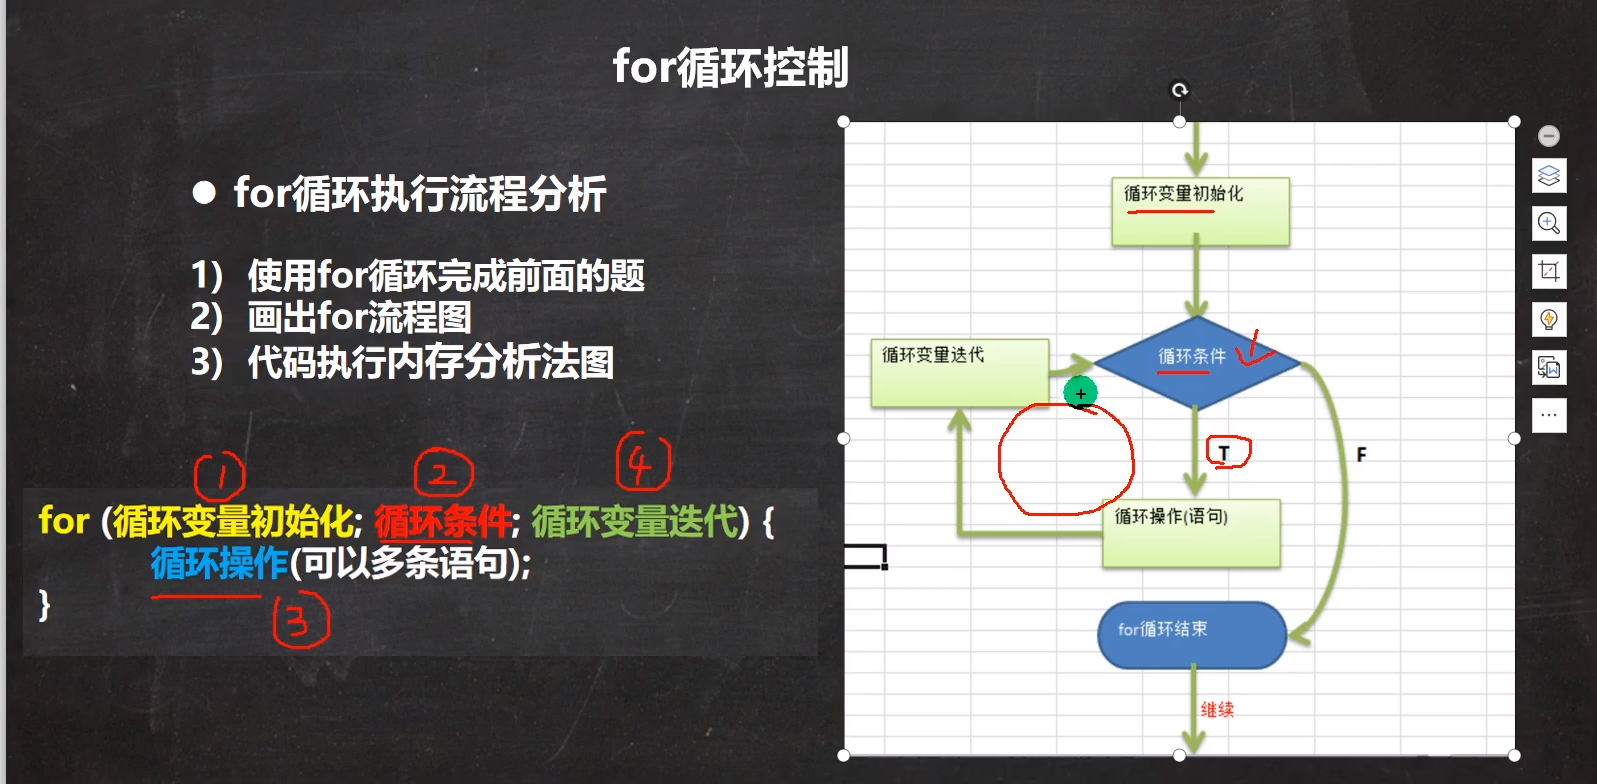 for循环控制
● for循环执行流程分析
1) 使用for循环完成前面的题
2) 画出for流程图
3) 代码执行内存分析法图
① ② ④
for (循环变量初始化; 循环条件; 循环变量迭代) {
循环操作(可以多条语句);
}
③
循环变量初始化
循环变量迭代
循环条件
T
F
循环操作(语句)
for循环结束
继续